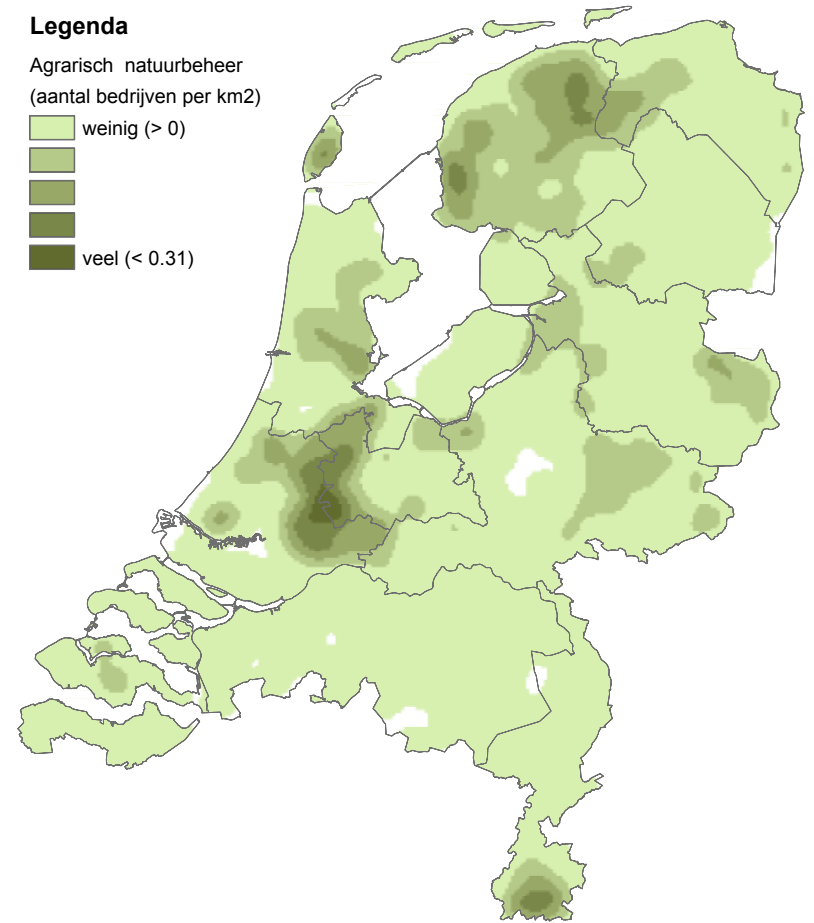 Legenda
Agrarisch natuurbeheer
(aantal bedrijven per km2)
weinig (> 0)
veel (< 0.31)